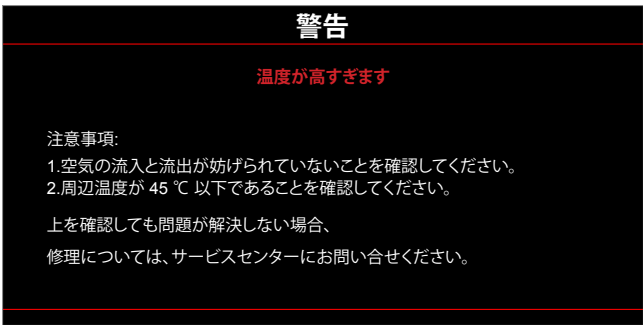 警告
温度が高すぎます
注意事項:
1.空気の流入と流出が妨げられていないことを確認してください。
2.周辺温度が 45 ℃ 以下であることを確認してください。
上を確認しても問題が解決しない場合、
修理については、サービスセンターにお問い合せください。